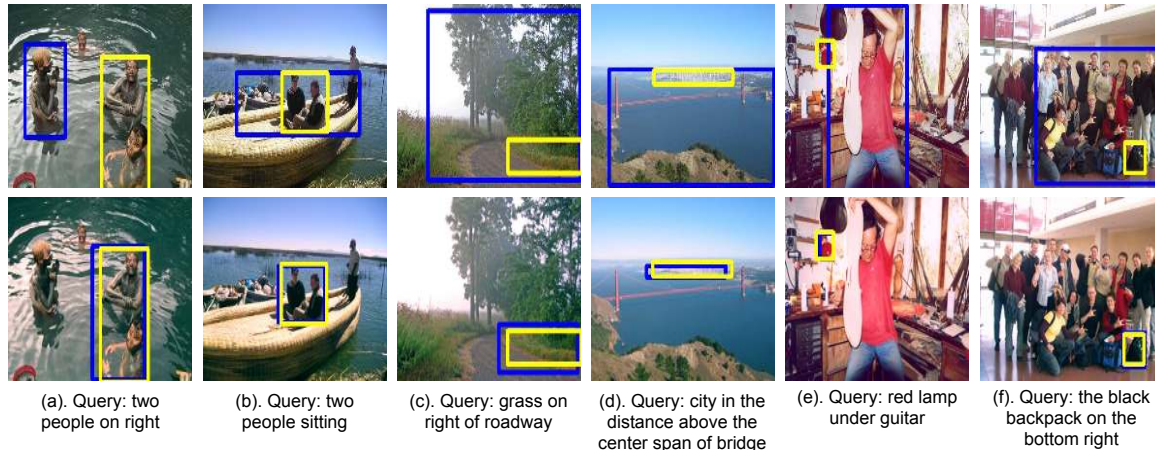 (a). Query: two
people on right
(b). Query: two
people sitting
(c). Query: grass on
right of roadway
(d). Query: city in the
distance above the
center span of bridge
(e). Query: red lamp
under guitar
(f). Query: the black
backpack on the
bottom right